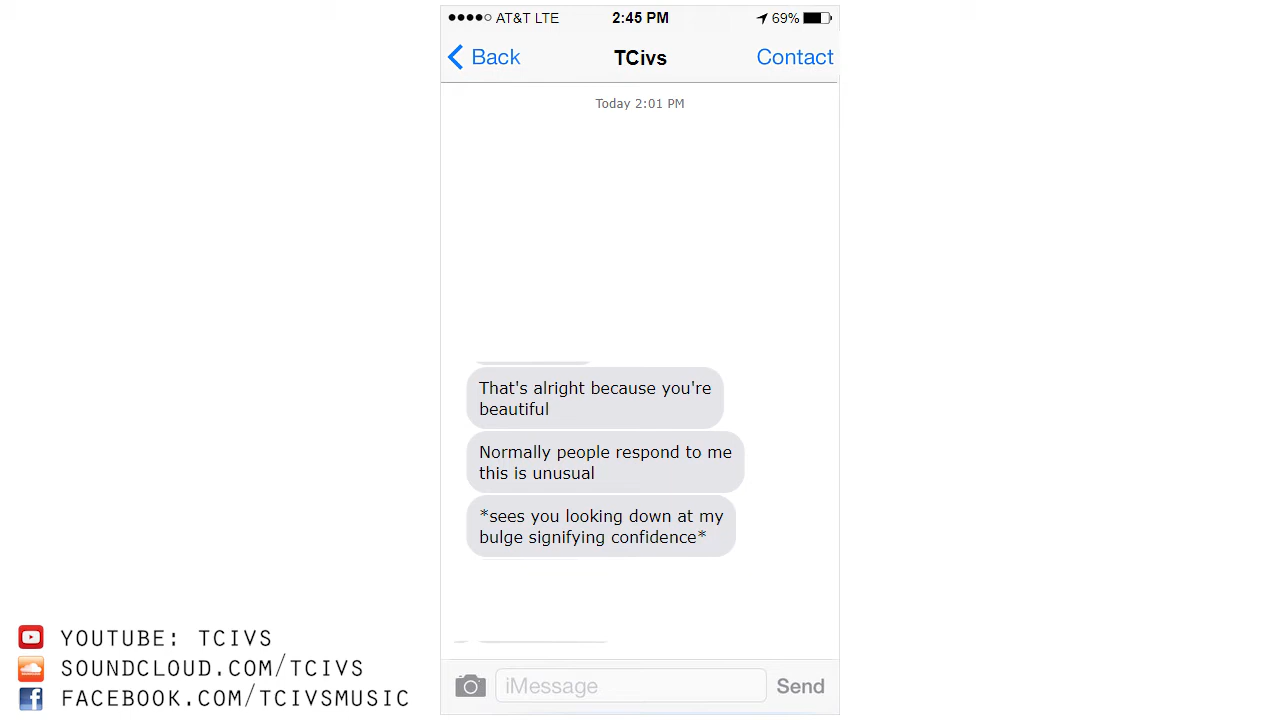 AT&T LTE 2:45 PM 69%
Back TCivs Contact
Today 2:01 PM
That's alright because you're
beautiful
Normally people respond to me
this is unusual
*sees you looking down at my
bulge signifying confidence*
iMessage Send
YOUTUBE: TCIVS
SOUNDCLOUD.COM/TCIVS
FACEBOOK.COM/TCIVSMUSIC